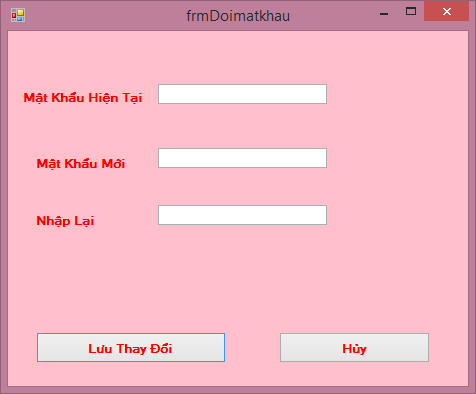 frmDoimatkhau
Mật Khẩu Hiện Tại
Mật Khẩu Mới
Nhập Lại
Lưu Thay Đổi
Hủy